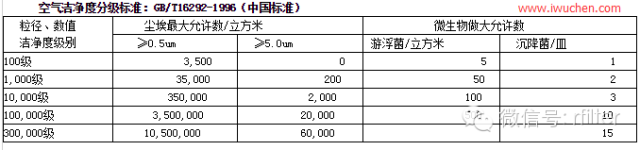 空气洁净度分级标准：GB/T16292-1996（中国标准）
www.iwuchen.com
粒径、数值 尘埃最大允许数/立方米 微生物做大允许数
洁净度级别 ≥0.5um ≥5.0um 游浮菌/立方米 沉降菌/皿
100级 3,500 0 5 1
1,000级 35,000 200 50 2
10,000级 350,000 2,000 100 3
100,000级 3,500,000 20,000 10
300,000级 10,500,000 60,000 15
微信号: rfilter